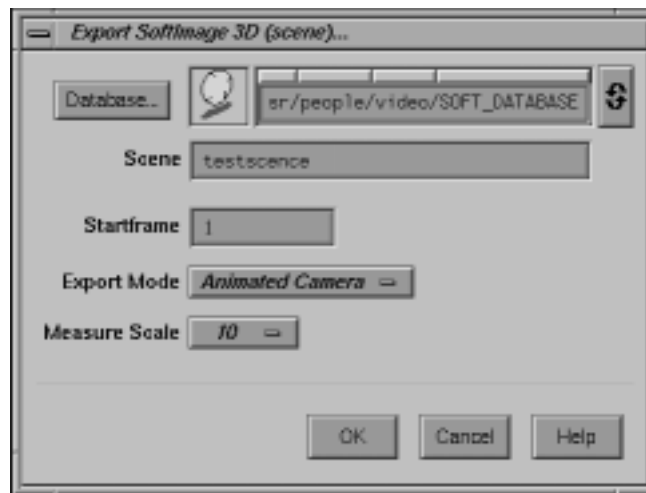 Export SoftImage 3D (scene)...
Database... sr/people/video/SOFT_DATABASE
Scene testscence
Startframe 1
Export Mode Animated Camera
Measure Scale 10
OK Cancel Help